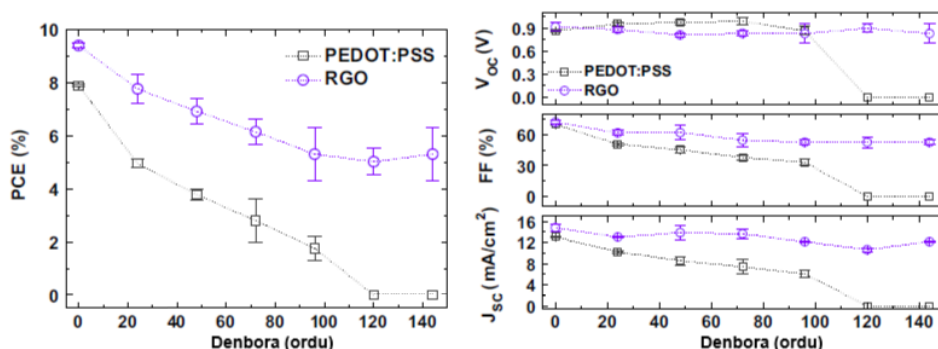 PCE (%)
10
8
6
4
2
0
PEDOT:PSS
RGO
0 20 40 60 80 100 120 140
Denbora (ordu)
V_OC (V)
0.9
0.6
0.3
0.0
PEDOT:PSS
RGO
FF (%)
60
30
0
J_SC (mA/cm²)
16
12
8
4
0
0 20 40 60 80 100 120 140
Denbora (ordu)